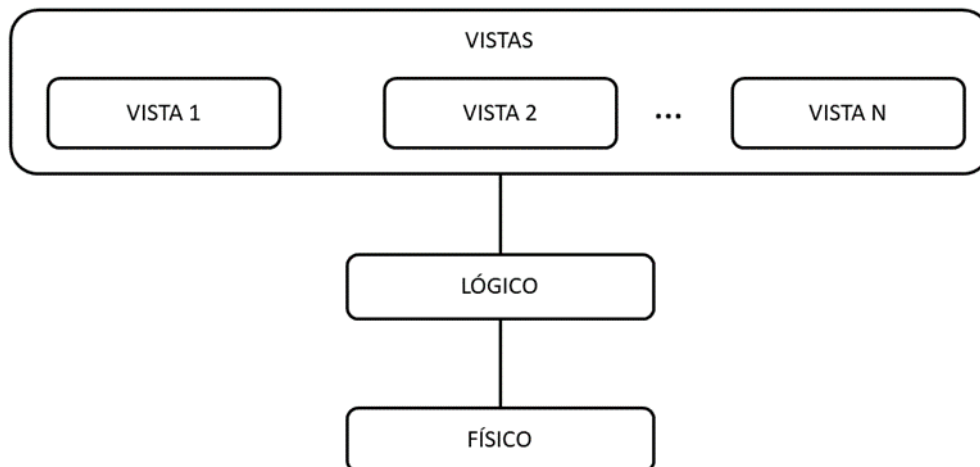 VISTAS
VISTA 1 VISTA 2 ... VISTA N
LÓGICO
FÍSICO